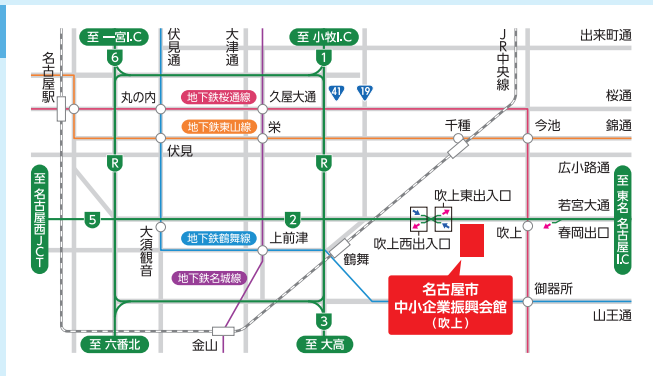 至 一宮I.C
伏見通
大津通
至 小牧I.C
JR中央線
出来町通
名古屋駅
6
1
41
19
丸の内
地下鉄桜通線
久屋大通
桜通
地下鉄東山線
栄
千種
今池
錦通
伏見
R
R
広小路通
至 名古屋西JCT
至 東名 名古屋I.C
吹上東出入口
若宮大通
5
2
大須観音
地下鉄鶴舞線
上前津
吹上西出入口
吹上
春岡出口
鶴舞
地下鉄名城線
名古屋市
中小企業振興会館
(吹上)
御器所
山王通
3
至 六番北
金山
至 大高